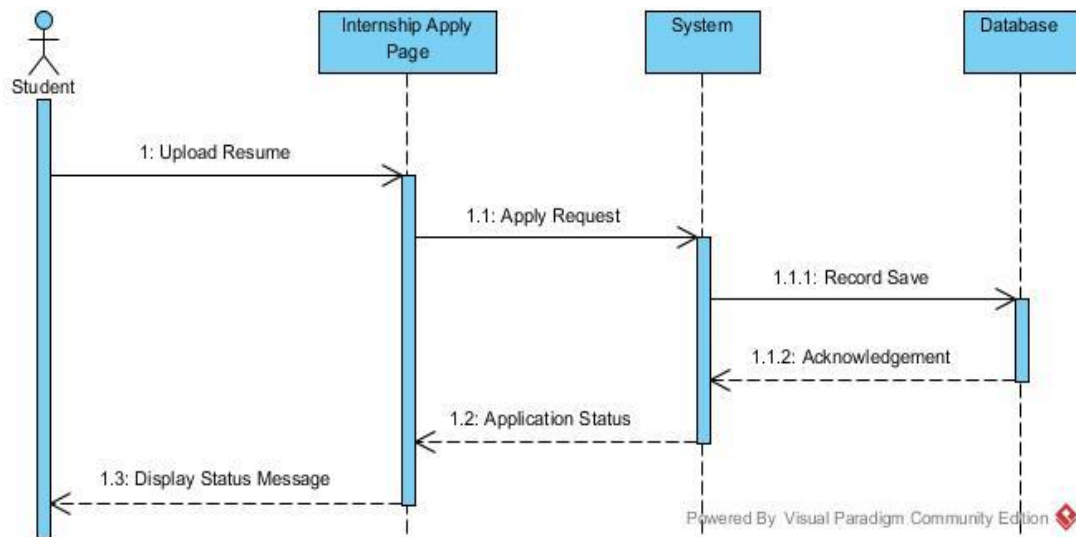 Internship Apply
Page
System
Database
Student
1: Upload Resume
1.1: Apply Request
1.1.1: Record Save
1.1.2: Acknowledgement
1.2: Application Status
1.3: Display Status Message
Powered By Visual Paradigm Community Edition